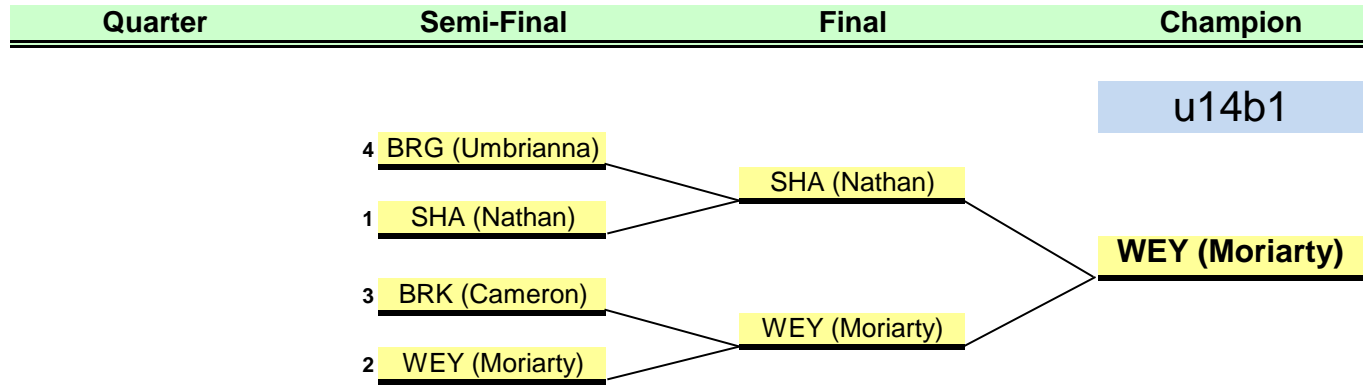 Quarter Semi-Final Final Champion
u14b1
4 BRG (Umbrianna)
SHA (Nathan)
1 SHA (Nathan)
WEY (Moriarty)
3 BRK (Cameron)
WEY (Moriarty)
2 WEY (Moriarty)